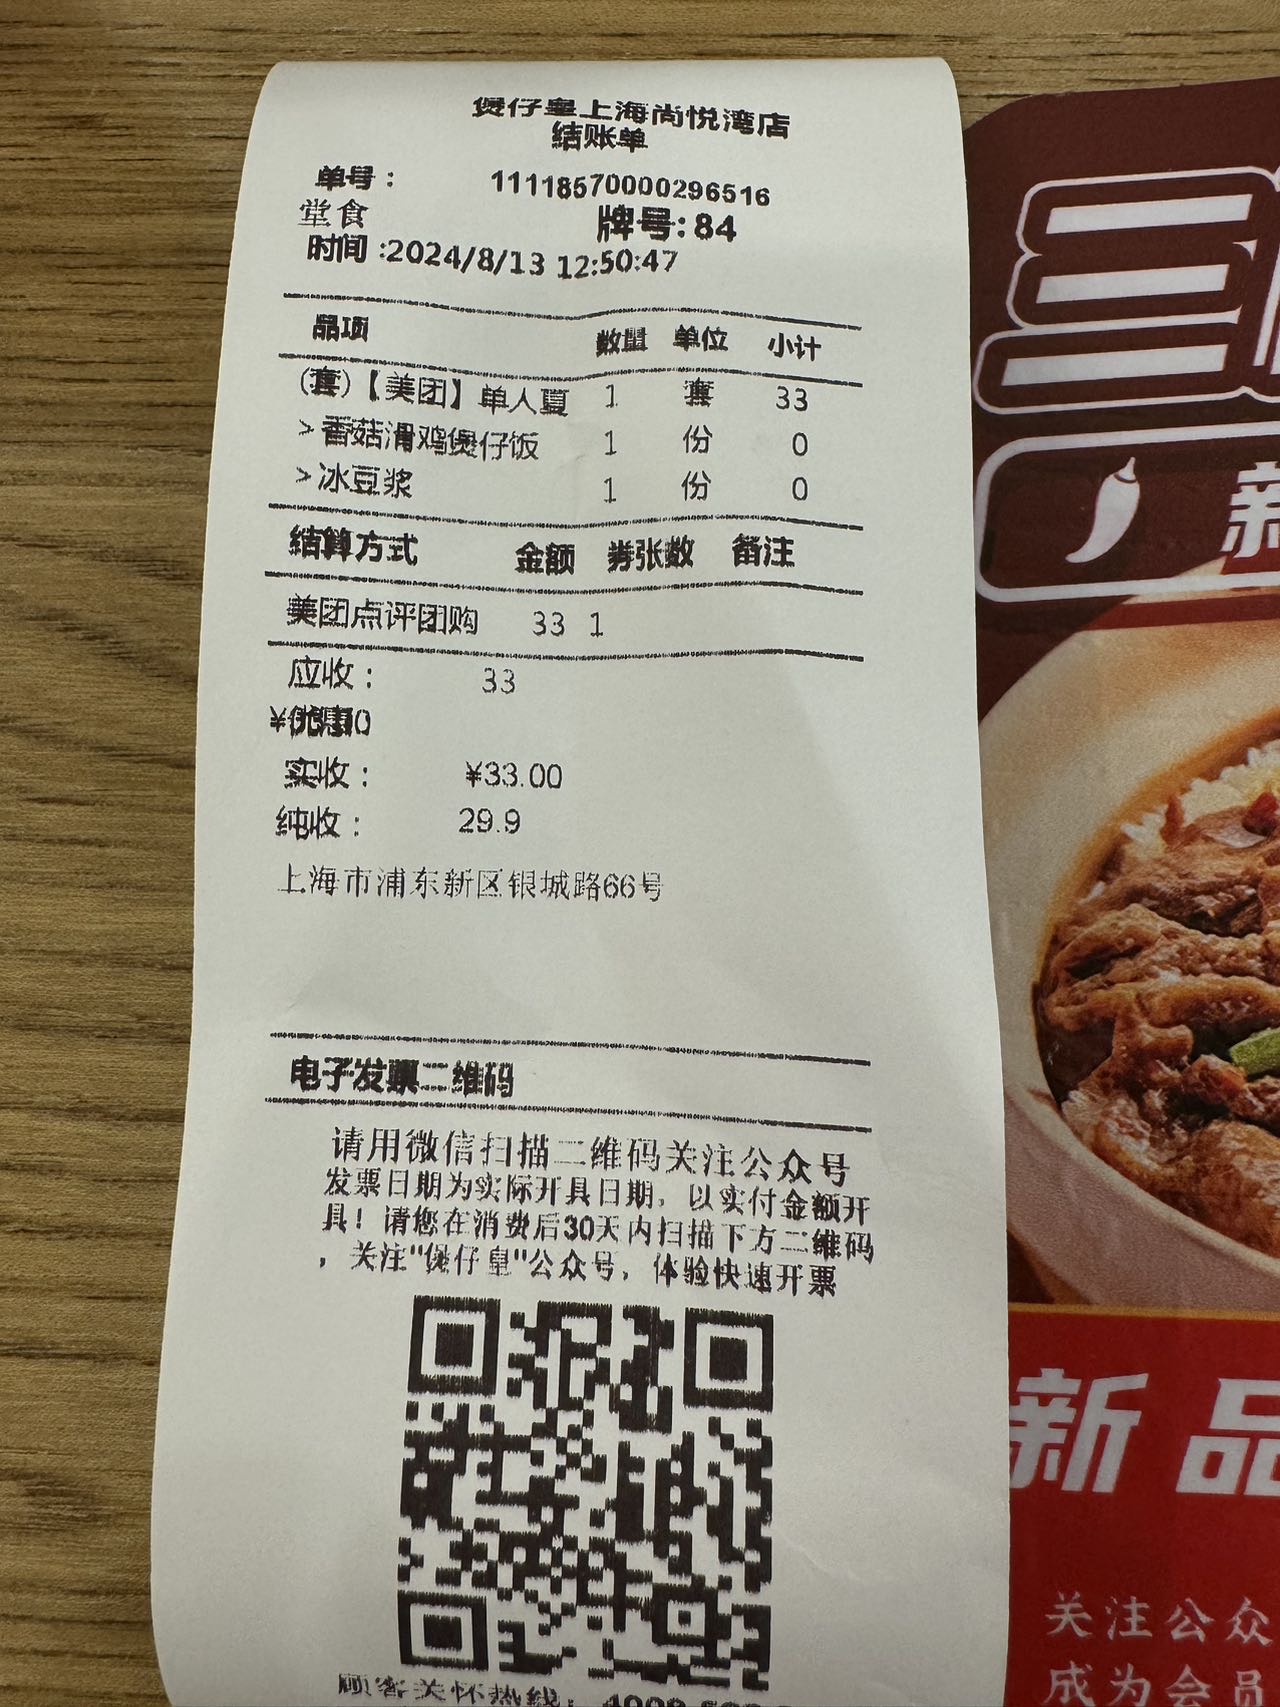 煲仔皇上海尚悦湾店
结账单
单号： 11118570000296516
堂食 牌号:84
时间:2024/8/13 12:50:47
品项 数量 单位 小计
(套)【美团】单人夏 1 套 33
>香菇滑鸡煲仔饭 1 份 0
>冰豆浆 1 份 0
结算方式 金额 券张数 备注
美团点评团购 33 1
应收： 33
实收： ¥33.00
纯收： 29.9
上海市浦东新区银城路66号
电子发票二维码
请用微信扫描二维码关注公众号
发票日期为实际开具日期，以实付金额开
具！请您在消费后30天内扫描下方二维码
，关注"煲仔皇"公众号，体验快速开票
顾客关怀热线：
新
新品
关注公众
成为会员